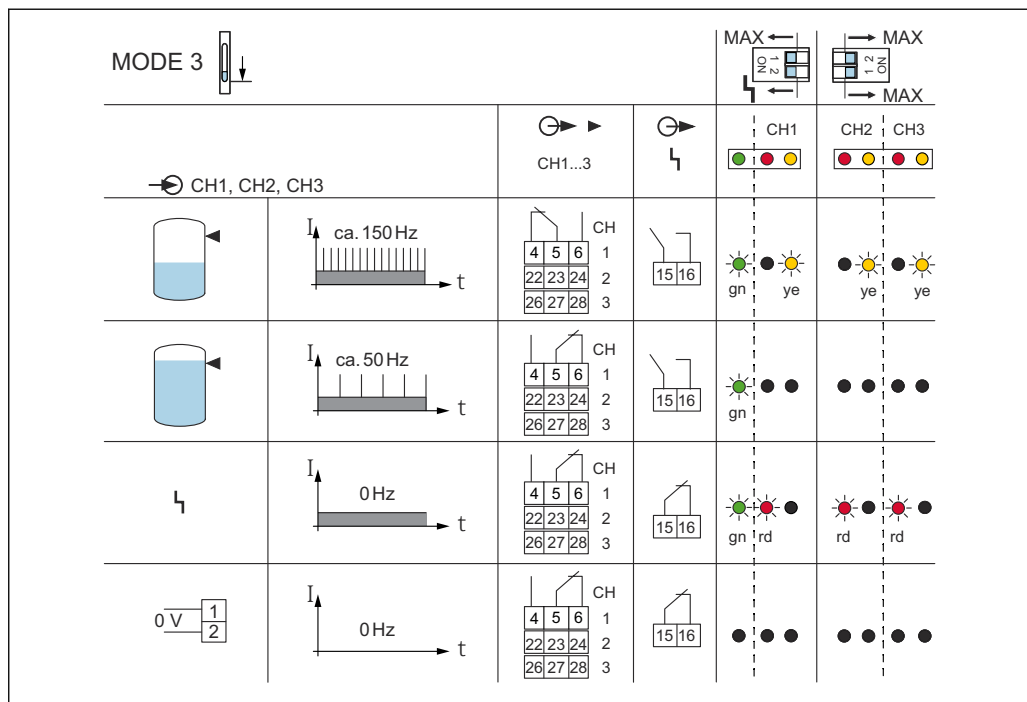 MODE 3
MAX
1 2
ON
MAX
1 2
ON
MAX
CH1...3
CH1
CH2 CH3
CH1, CH2, CH3
I
ca. 150 Hz
t
CH
4 5 6 1
22 23 24 2
26 27 28 3
15 16
gn ye
ye ye
I
ca. 50 Hz
t
CH
4 5 6 1
22 23 24 2
26 27 28 3
15 16
gn
I
0 Hz
t
CH
4 5 6 1
22 23 24 2
26 27 28 3
15 16
gn rd
rd rd
0 V
1
2
I
0 Hz
t
CH
4 5 6 1
22 23 24 2
26 27 28 3
15 16